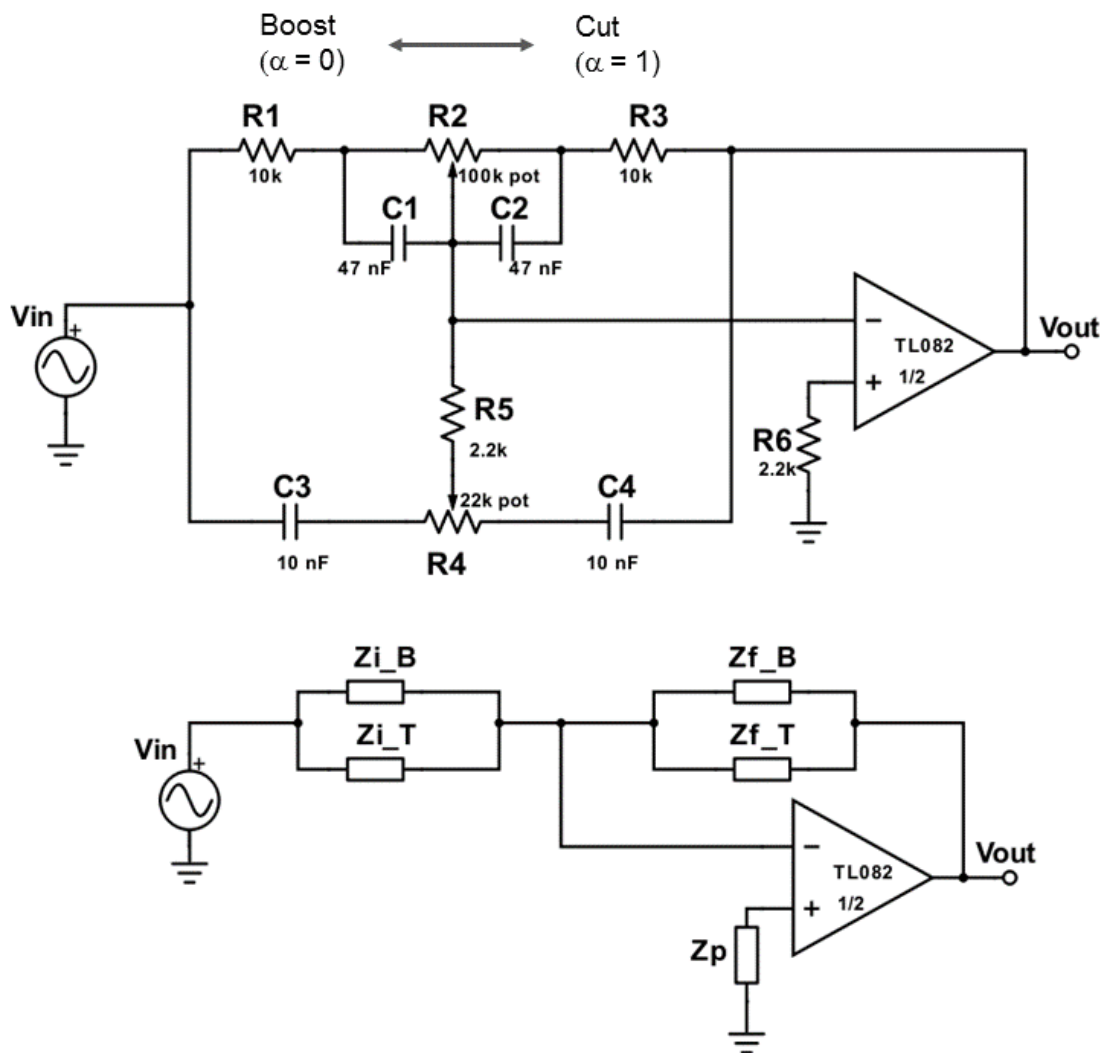 Boost
(α = 0)
Cut
(α = 1)
R1
10k
R2
100k pot
R3
10k
C1
47 nF
C2
47 nF
Vin
+
−
+
TL082
1/2
Vout
R5
2.2k
R6
2.2k
C3
10 nF
22k pot
R4
C4
10 nF
Zi_B
Zi_T
Zf_B
Zf_T
Vin
+
−
+
TL082
1/2
Vout
Zp